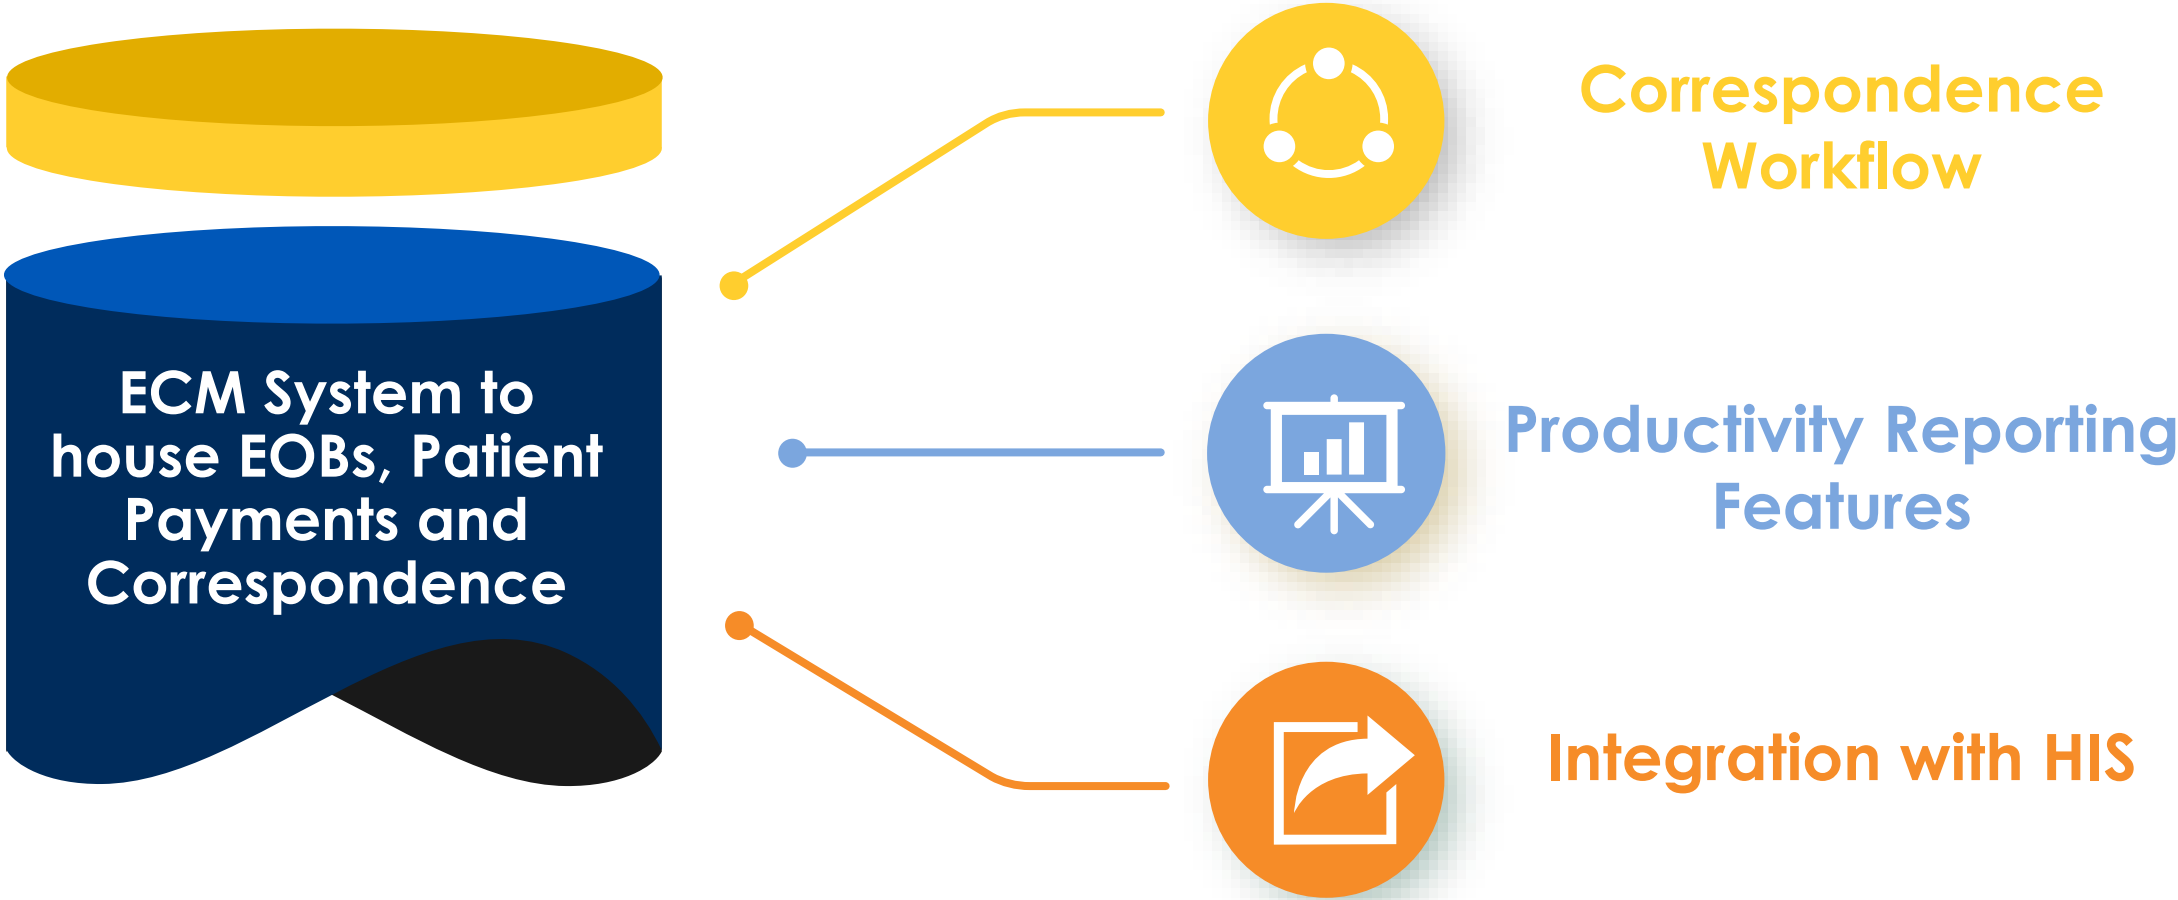 ECM System to
house EOBs, Patient
Payments and
Correspondence
Correspondence
Workflow
Productivity Reporting
Features
Integration with HIS